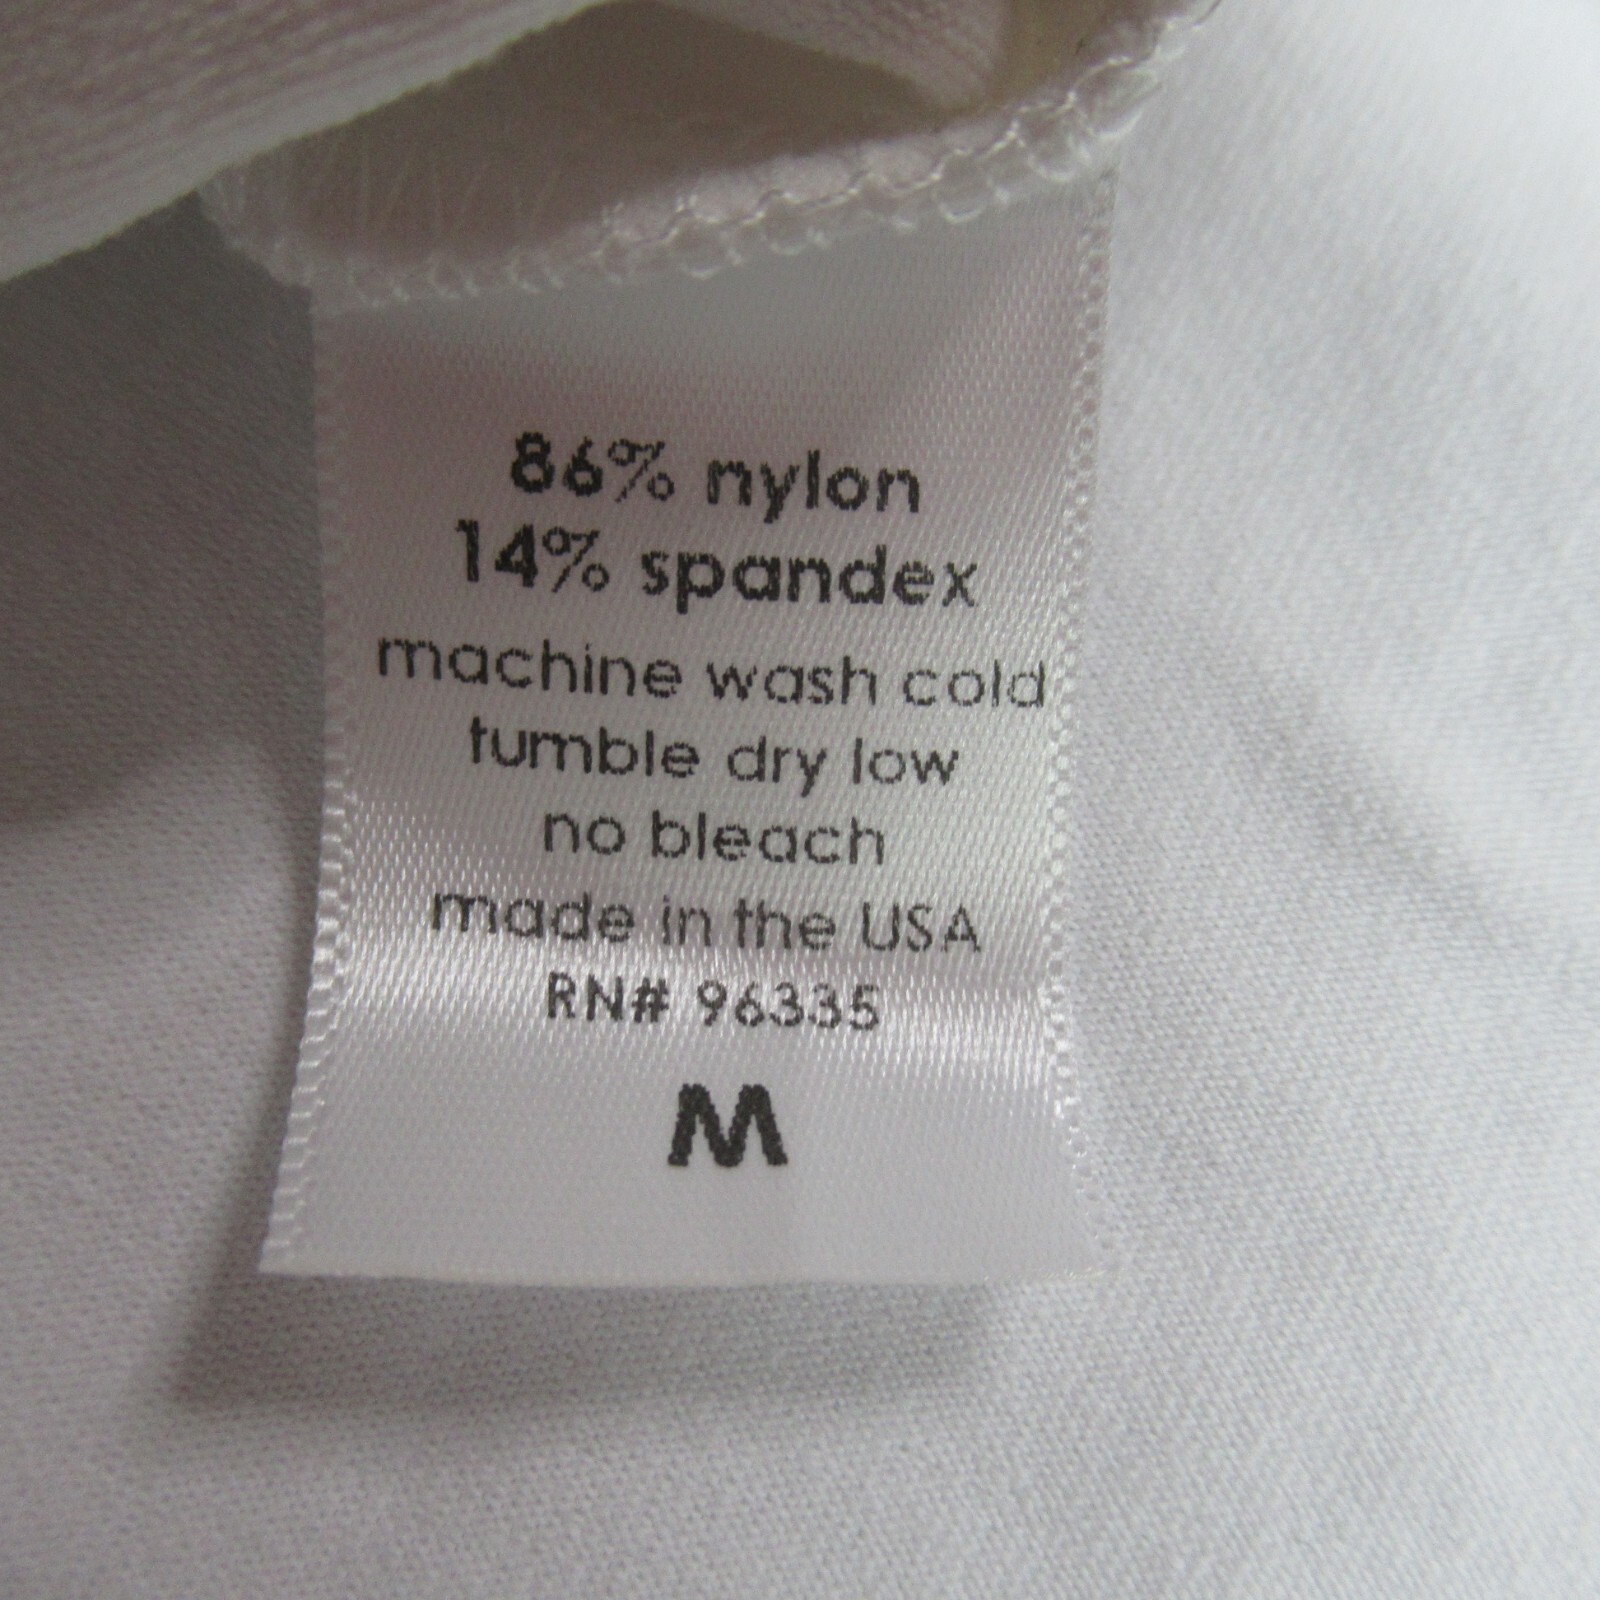 86% nylon
14% spandex
machine wash cold
tumble dry low
no bleach
made in the USA
RN# 96335
M